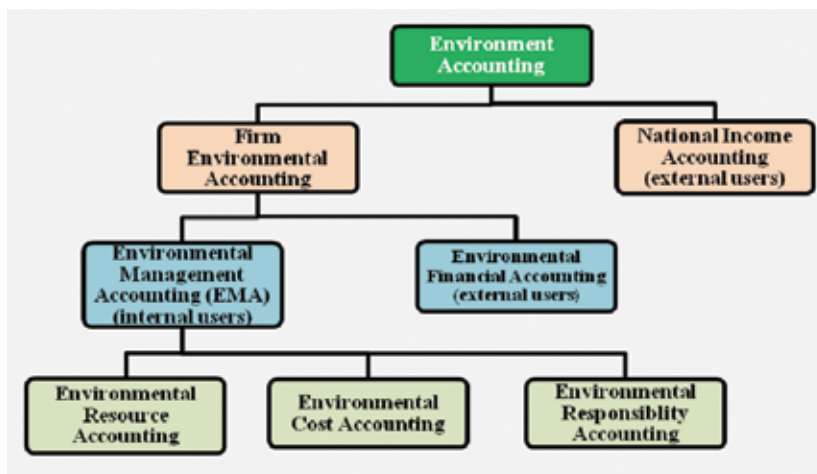 Environment
Accounting
Firm
Environmental
Accounting
National Income
Accounting
(external users)
Environmental
Management
Accounting (EMA)
(internal users)
Environmental
Financial Accounting
(external users)
Environmental
Resource
Accounting
Environmental
Cost Accounting
Environmental
Responsiblity
Accounting